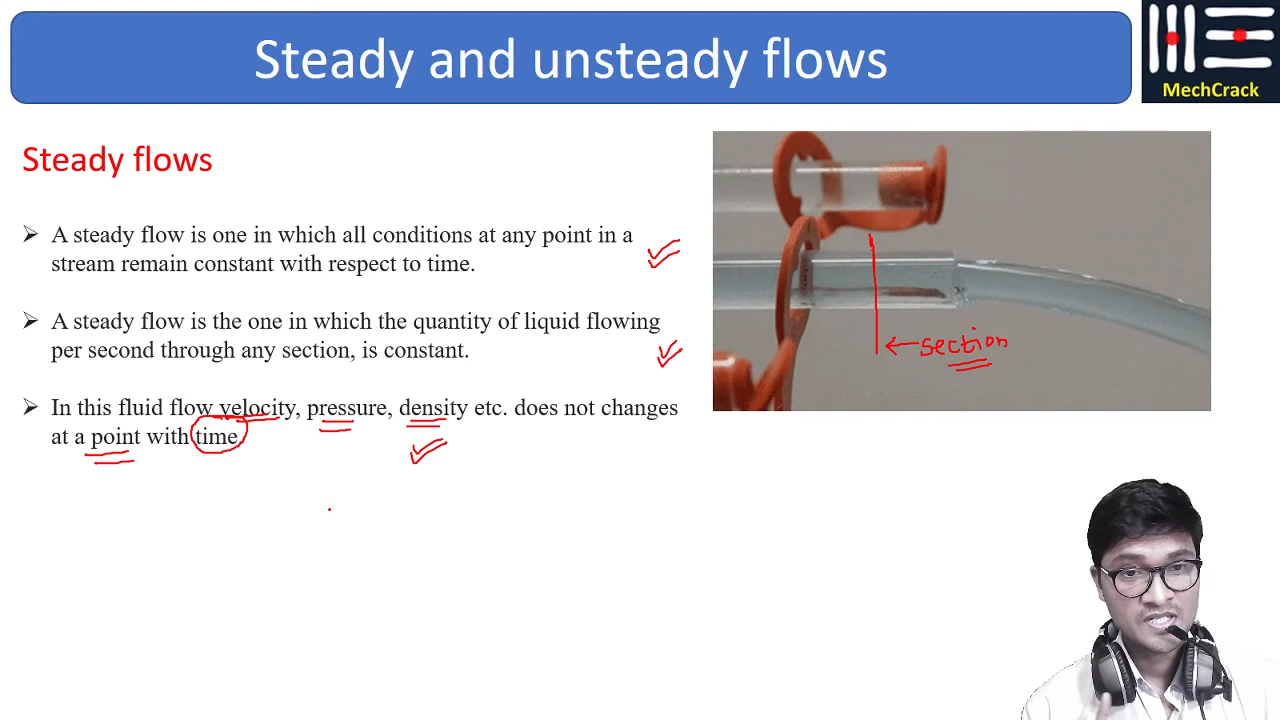 Steady and unsteady flows
MechCrack
Steady flows
A steady flow is one in which all conditions at any point in a
stream remain constant with respect to time.
A steady flow is the one in which the quantity of liquid flowing
per second through any section, is constant.
In this fluid flow velocity, pressure, density etc. does not changes
at a point with time.
section